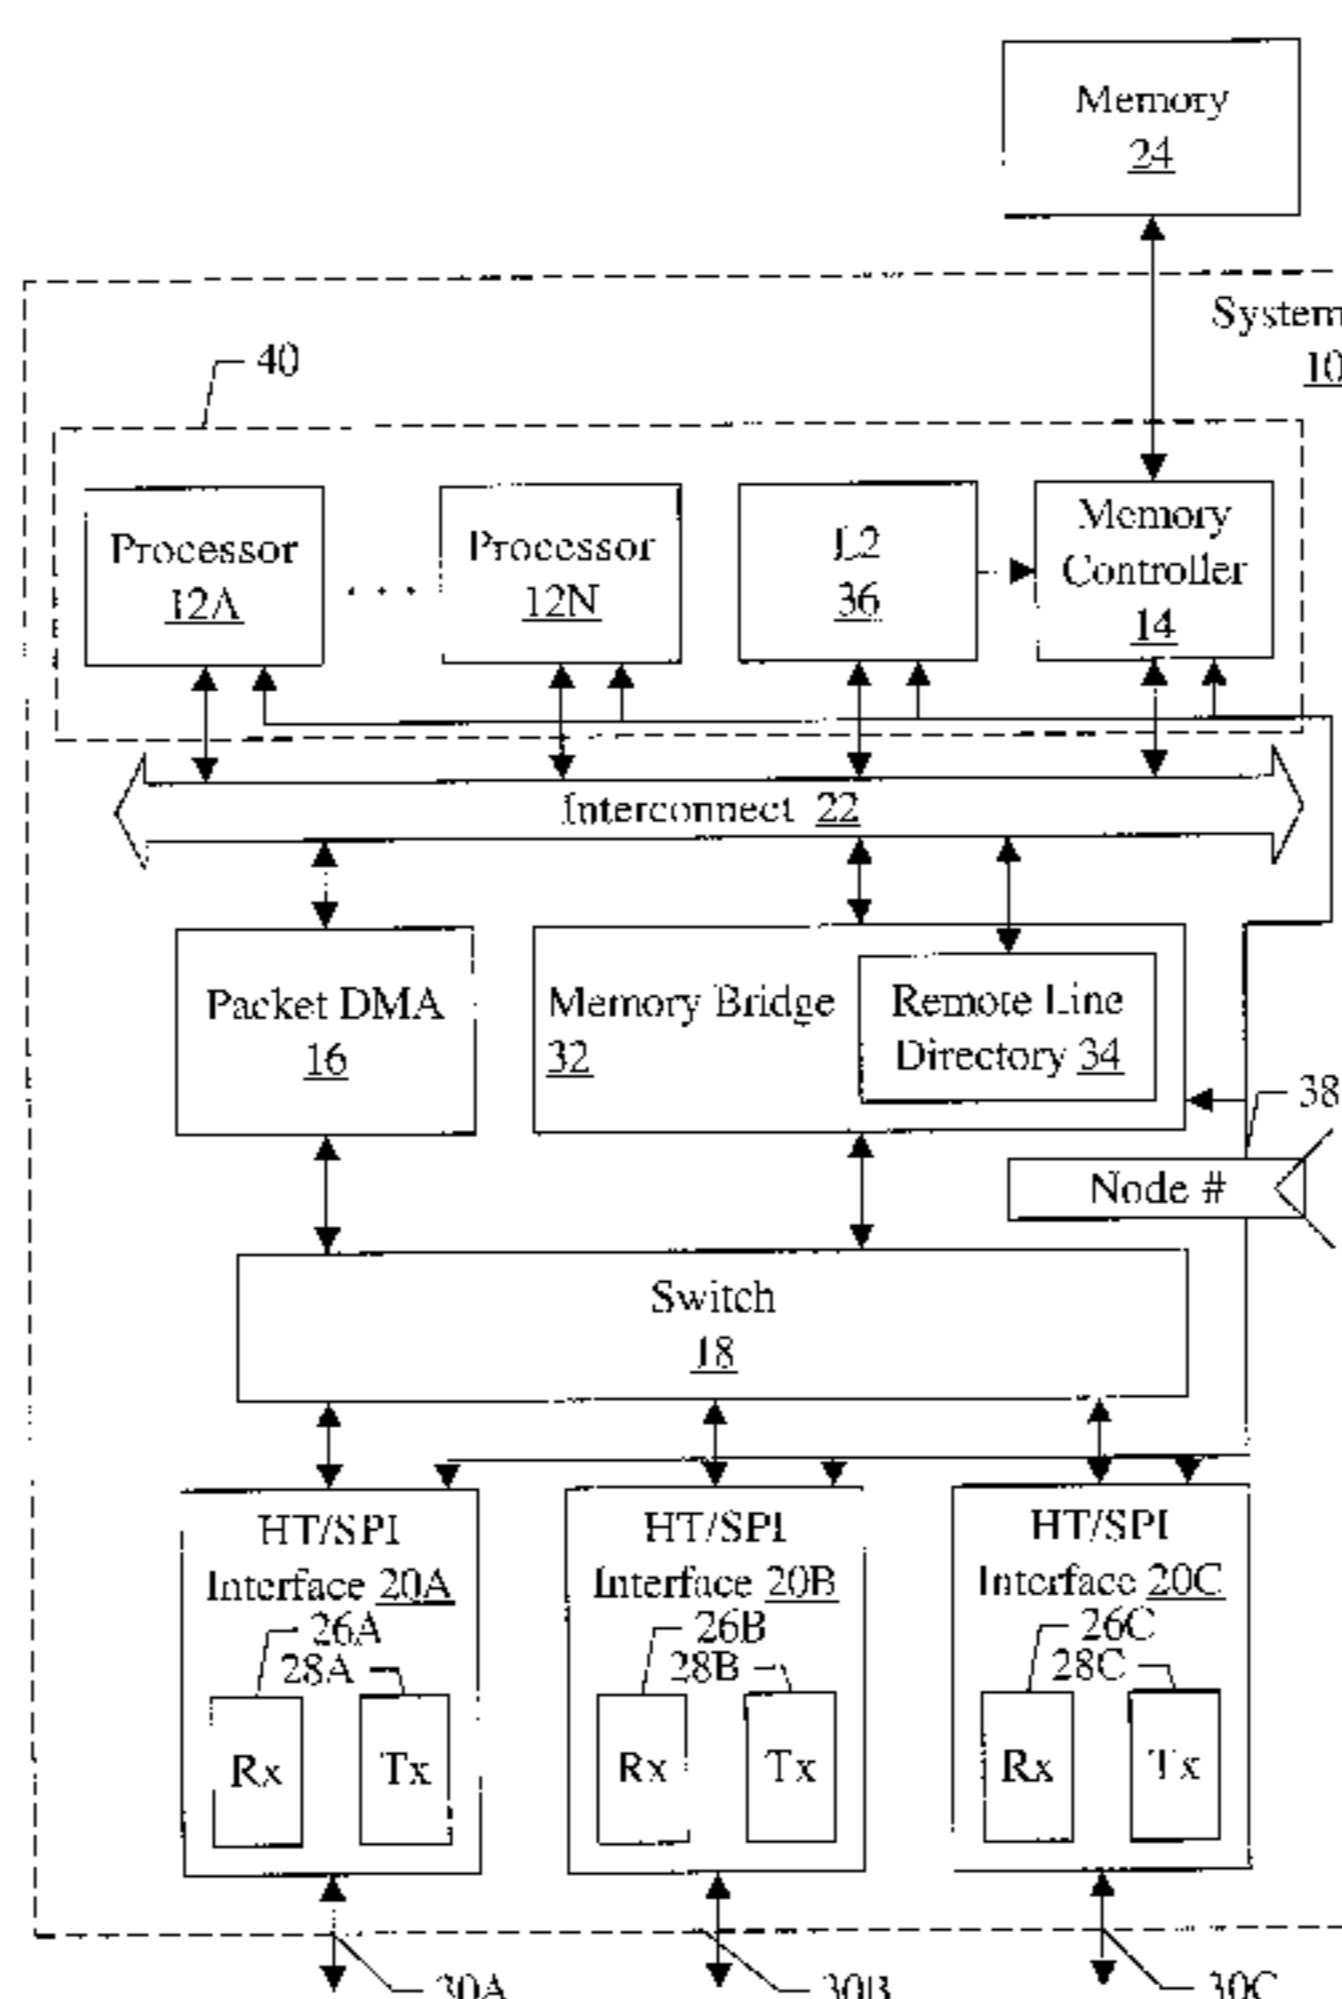 Memory
24
System
10
40
Processor
12A
. . .
Processor
12N
L2
36
Memory
Controller
14
Interconnect 22
Packet DMA
16
Memory Bridge
32
Remote Line
Directory 34
38
Node #
Switch
18
HT/SPI
Interface 20A
26A
28A
Rx
Tx
HT/SPI
Interface 20B
26B
28B
Rx
Tx
HT/SPI
Interface 20C
26C
28C
Rx
Tx
30A
30B
30C